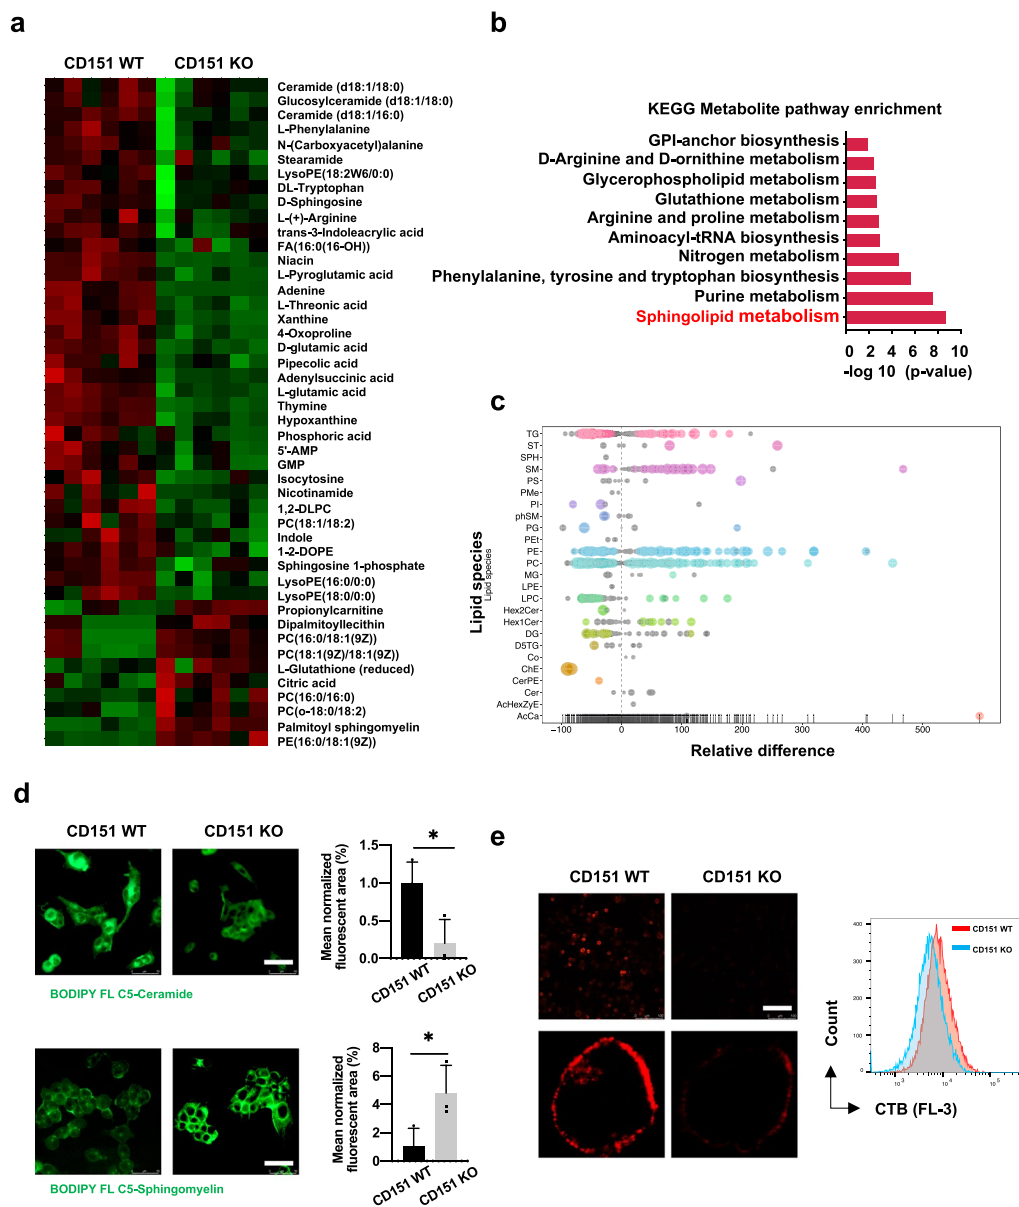 a
CD151 WT
CD151 KO
Ceramide (d18:1/18:0)
Glucosylceramide (d18:1/18:0)
Ceramide (d18:1/16:0)
L-Phenylalanine
N-(Carboxyacetyl)alanine
Stearamide
LysoPE(18:2W6/0:0)
DL-Tryptophan
D-Sphingosine
L-(+)-Arginine
trans-3-Indoleacrylic acid
FA(16:0(16-OH))
Niacin
L-Pyroglutamic acid
Adenine
L-Threonic acid
Xanthine
4-Oxoproline
D-glutamic acid
Pipecolic acid
Adenylsuccinic acid
L-glutamic acid
Thymine
Hypoxanthine
Phosphoric acid
5'-AMP
GMP
Isocytosine
Nicotinamide
1,2-DLPC
PC(18:1/18:2)
Indole
1-2-DOPE
Sphingosine 1-phosphate
LysoPE(16:0/0:0)
LysoPE(18:0/0:0)
Propionylcarnitine
Dipalmitoyllecithin
PC(16:0/18:1(9Z))
PC(18:1(9Z)/18:1(9Z))
L-Glutathione (reduced)
Citric acid
PC(16:0/16:0)
PC(o-18:0/18:2)
Palmitoyl sphingomyelin
PE(16:0/18:1(9Z))
b
KEGG Metabolite pathway enrichment
GPI-anchor biosynthesis
D-Arginine and D-ornithine metabolism
Glycerophospholipid metabolism
Glutathione metabolism
Arginine and proline metabolism
Aminoacyl-tRNA biosynthesis
Nitrogen metabolism
Phenylalanine, tyrosine and tryptophan biosynthesis
Purine metabolism
Sphingolipid metabolism
0 2 4 6 8 10
-log 10 (p-value)
c
Lipid species
Lipid species
TG
ST
SPH
SM
PS
PMe
PI
phSM
PG
PEt
PE
PC
MG
LPE
LPC
Hex2Cer
Hex1Cer
DG
D5TG
Co
ChE
CerPE
Cer
AcHexZyE
AcCa
−100 0 100 200 300 400 500
Relative difference
d
CD151 WT
CD151 KO
BODIPY FL C5-Ceramide
Mean normalized
fluorescent area (%)
1.5
1.0
0.5
0.0
*
CD151 WT
CD151 KO
BODIPY FL C5-Sphingomyelin
Mean normalized
fluorescent area (%)
8
6
4
2
0
*
CD151 WT
CD151 KO
e
CD151 WT
CD151 KO
CD151 WT
CD151 KO
400
300
200
100
0
10³ 10⁴ 10⁵
Count
CTB (FL-3)